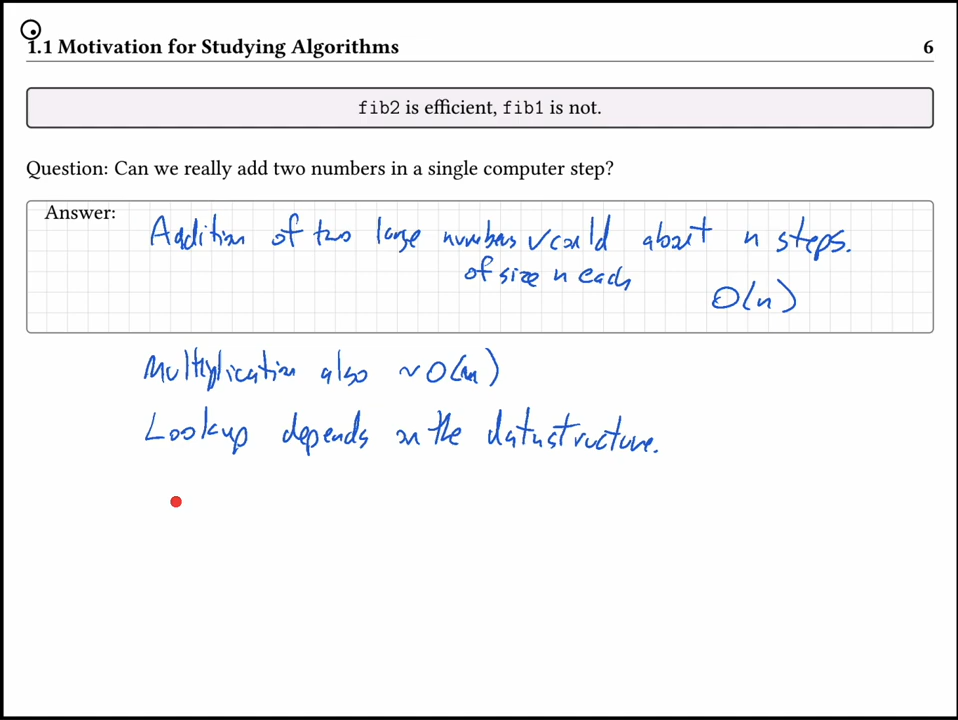 1.1 Motivation for Studying Algorithms 6
fib2 is efficient, fib1 is not.
Question: Can we really add two numbers in a single computer step?
Answer:
Addition of two large numbers could about n steps.
of size n each
O(n)
Multiplication also ~ O(n)
Lookup depends on the datastructure.